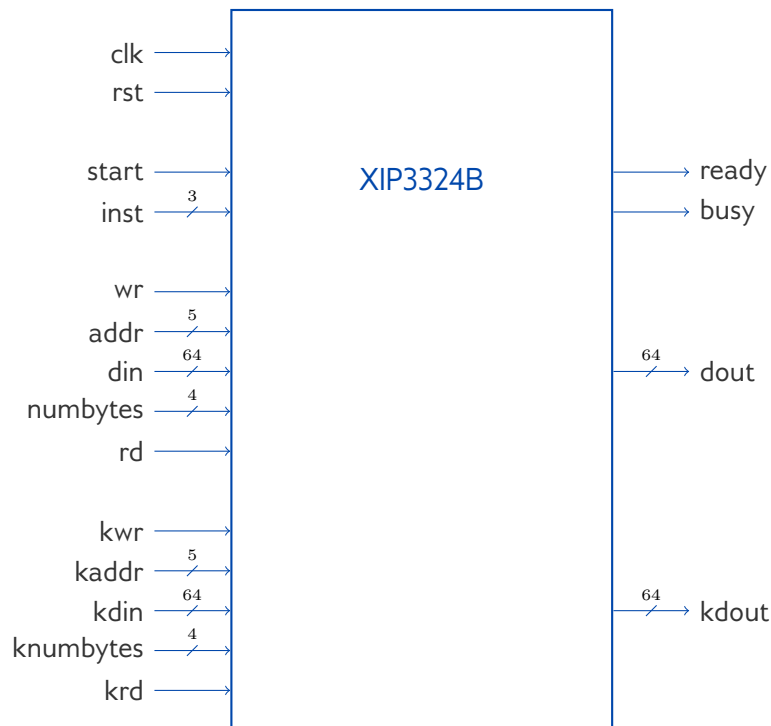 clk
rst
start
XIP3324B
ready
3
inst
busy
wr
5
addr
64
din
64
dout
4
numbytes
rd
kwr
5
kaddr
64
kdin
64
kdout
4
knumbytes
krd